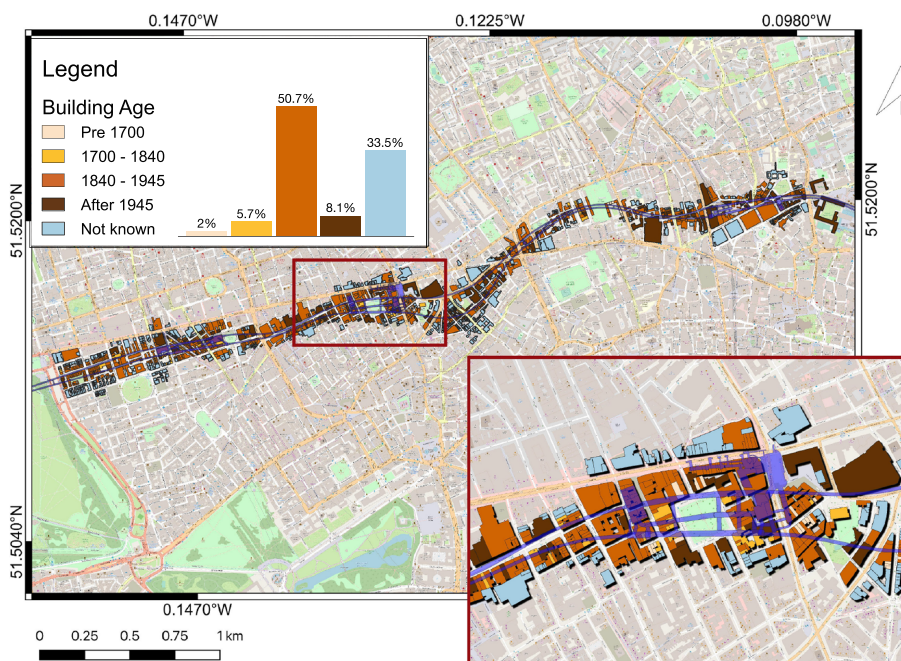 0.1470°W 0.1225°W 0.0980°W
Legend
Building Age
Pre 1700
1700 - 1840
1840 - 1945
After 1945
Not known
2%
5.7%
50.7%
8.1%
33.5%
51.5200°N
51.5200°N
51.5040°N
0.1470°W
0 0.25 0.5 0.75 1 km